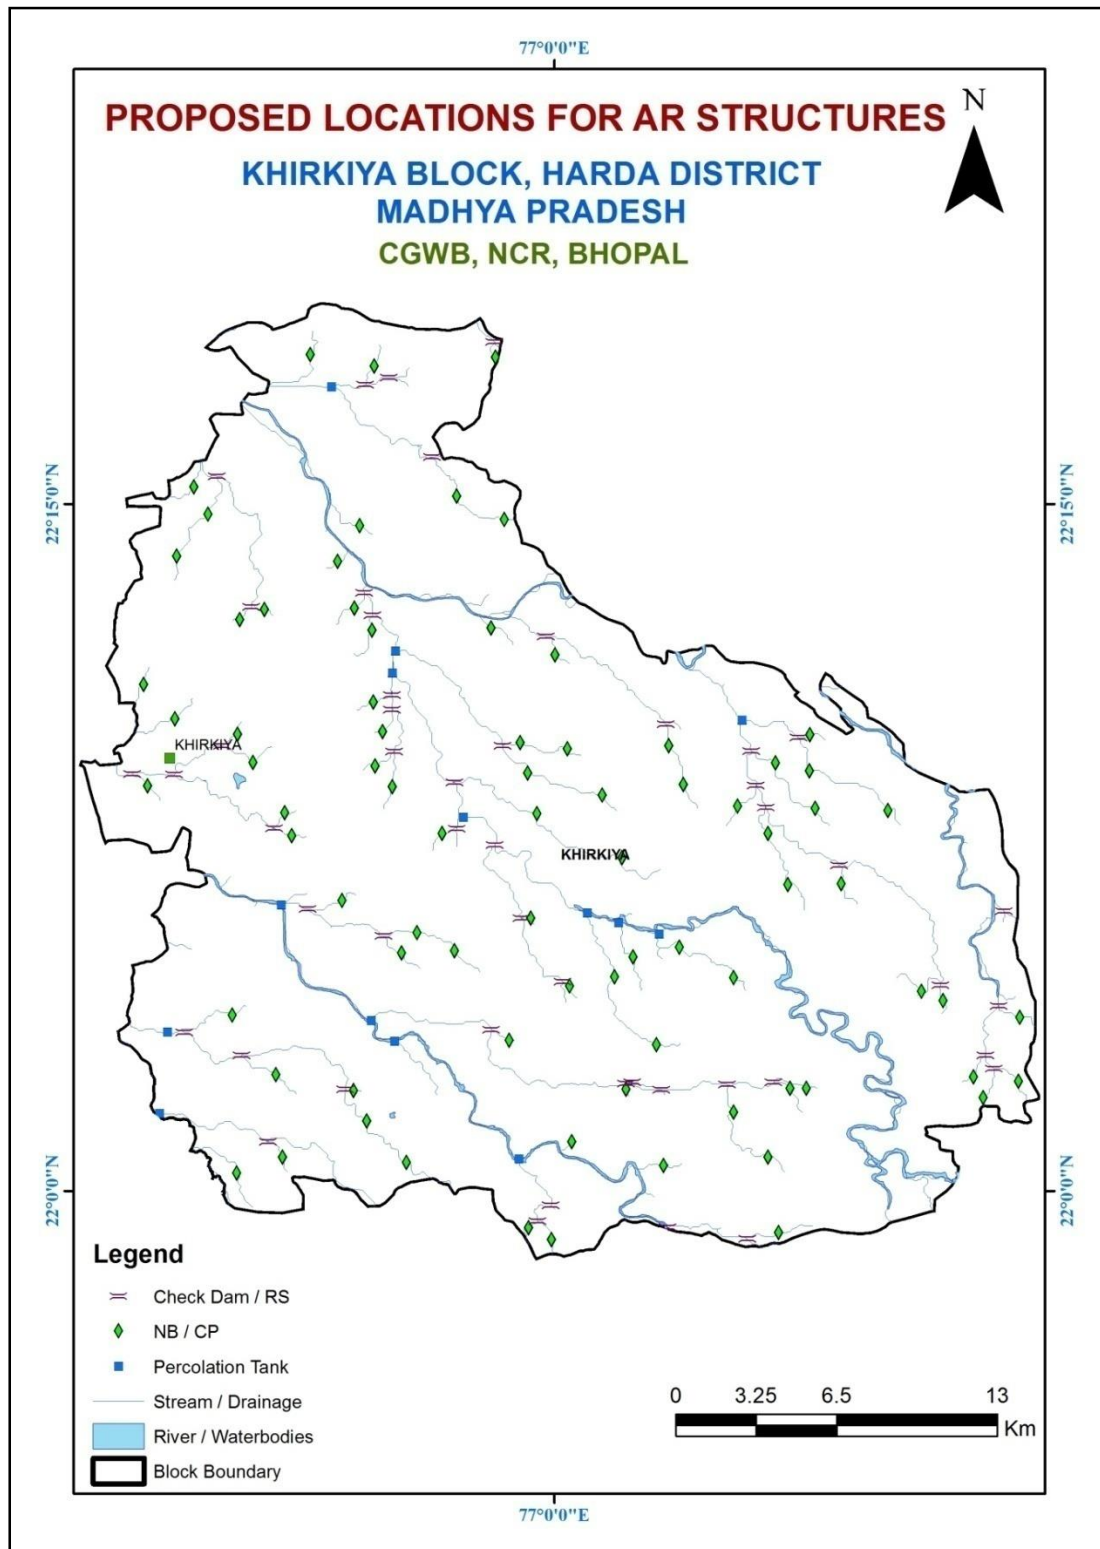 77°0'0"E
PROPOSED LOCATIONS FOR AR STRUCTURES
N
KHIRKIYA BLOCK, HARDA DISTRICT
MADHYA PRADESH
CGWB, NCR, BHOPAL
22°15'0"N
22°15'0"N
KHIRKIYA
KHIRKIYA
22°0'0"N
22°0'0"N
Legend
Check Dam / RS
NB / CP
Percolation Tank
Stream / Drainage
River / Waterbodies
Block Boundary
0 3.25 6.5 13
Km
77°0'0"E